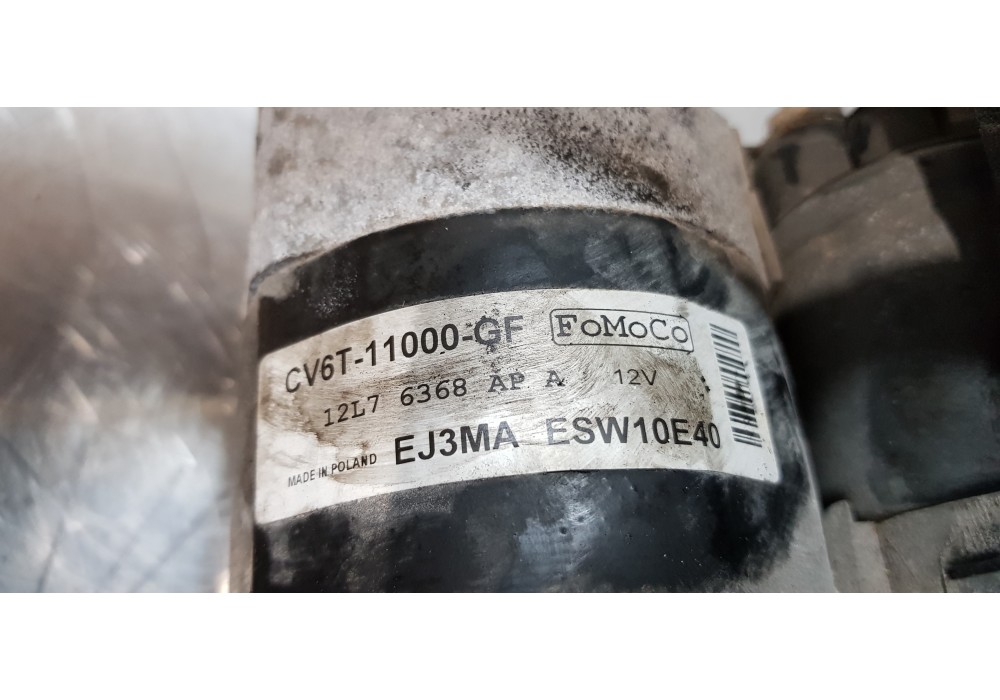 CV6T-11000-GF FoMoCo
12L7 6368 AP A 12V
EJ3MA ESW10E40
MADE IN POLAND